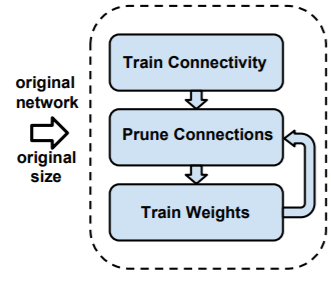 Train Connectivity
original
network
Prune Connections
original
size
Train Weights